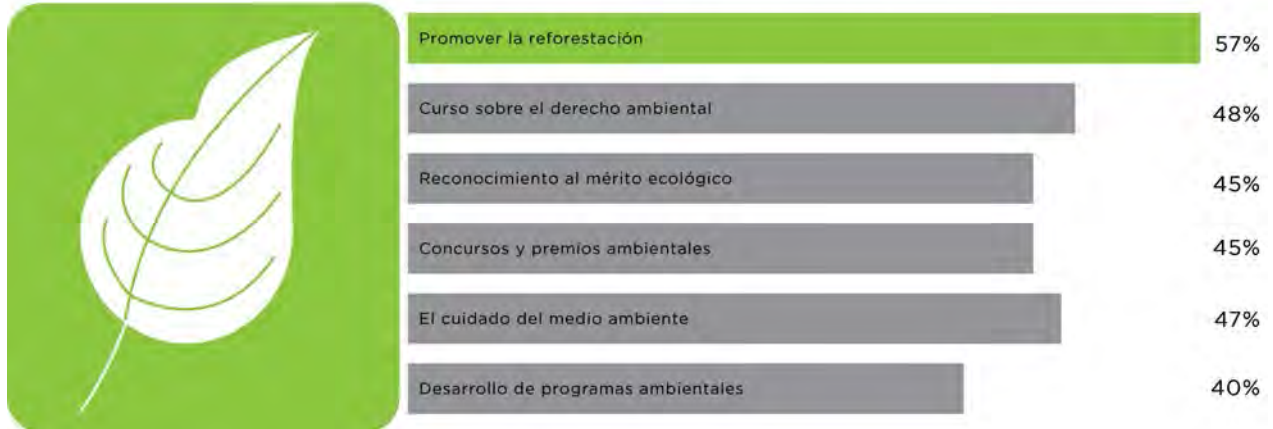 Promover la reforestación 57%
Curso sobre el derecho ambiental 48%
Reconocimiento al mérito ecológico 45%
Concursos y premios ambientales 45%
El cuidado del medio ambiente 47%
Desarrollo de programas ambientales 40%